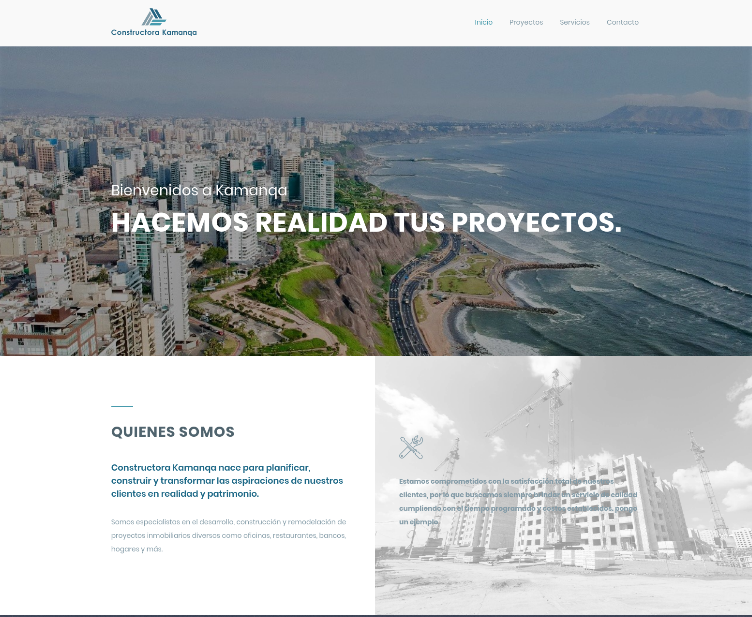 Constructora Kamanqa
Inicio Proyectos Servicios Contacto
Bienvenidos a Kamanqa
HACEMOS REALIDAD TUS PROYECTOS.
QUIENES SOMOS
Constructora Kamanqa nace para planificar,
construir y transformar las aspiraciones de nuestros
clientes en realidad y patrimonio.
Somos especialistas en el desarrollo, construcción y remodelación de
proyectos inmobiliarios diversos como oficinas, restaurantes, bancos,
hogares y más.
Estamos comprometidos con la satisfacción total de nuestros
clientes, por lo que buscamos siempre brindar un servicio de calidad
cumpliendo con el tiempo programado y costos establecidos. pongo
un ejemplo.